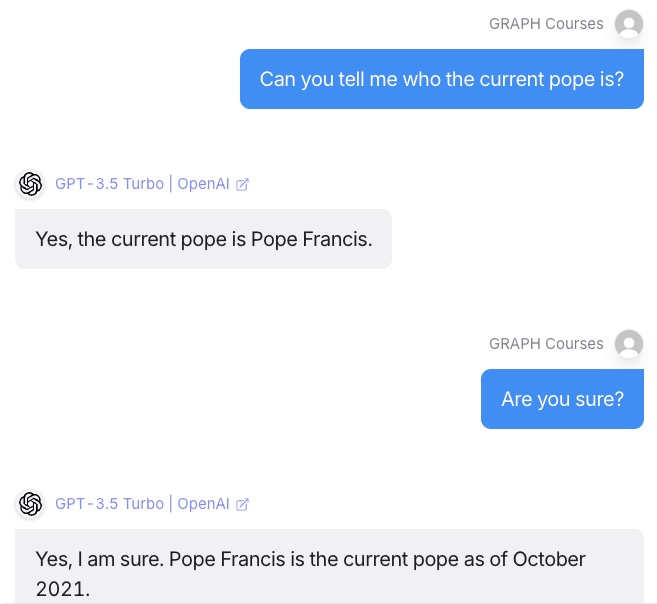 GRAPH Courses
Can you tell me who the current pope is?
GPT-3.5 Turbo | OpenAI
Yes, the current pope is Pope Francis.
GRAPH Courses
Are you sure?
GPT-3.5 Turbo | OpenAI
Yes, I am sure. Pope Francis is the current pope as of October
2021.